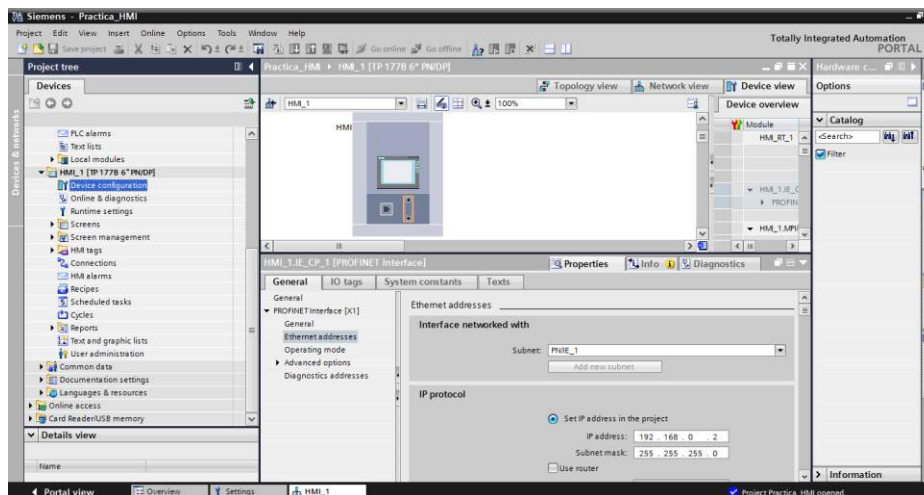 Siemens - Practica_HMI
Project Edit View Insert Online Options Tools Window Help
Totally Integrated Automation
PORTAL
Save project
Go online
Go offline
Project tree
Devices
Devices & networks
PLC alarms
Text lists
Local modules
HMI_1 [TP 177B 6" PN/DP]
Device configuration
Online & diagnostics
Runtime settings
Screens
Screen management
HMI tags
Connections
HMI alarms
Recipes
Scheduled tasks
Cycles
Reports
Text and graphic lists
User administration
Common data
Documentation settings
Languages & resources
Online access
Card Reader/USB memory
Details view
Name
Practica_HMI HMI_1 [TP 177B 6" PN/DP]
Topology view Network view Device view
HMI_1
100%
HMI
Device overview
Module
HMI_RT_1
HMI_1.IE_C
PROFIN
HMI_1.MPI/
HMI_1.IE_CP_1 [PROFINET Interface]
Properties Info Diagnostics
General IO tags System constants Texts
General
PROFINET Interface [X1]
General
Ethernet addresses
Operating mode
Advanced options
Diagnostics addresses
Ethernet addresses
Interface networked with
Subnet: PN/IE_1
Add new subnet
IP protocol
Set IP address in the project
IP address: 192 . 168 . 0 . 2
Subnet mask: 255 . 255 . 255 . 0
Use router
Hardware c...
Options
Catalog
<Search>
Filter
Information
Portal view Overview Settings HMI_1
Project Practica_HMI opened.